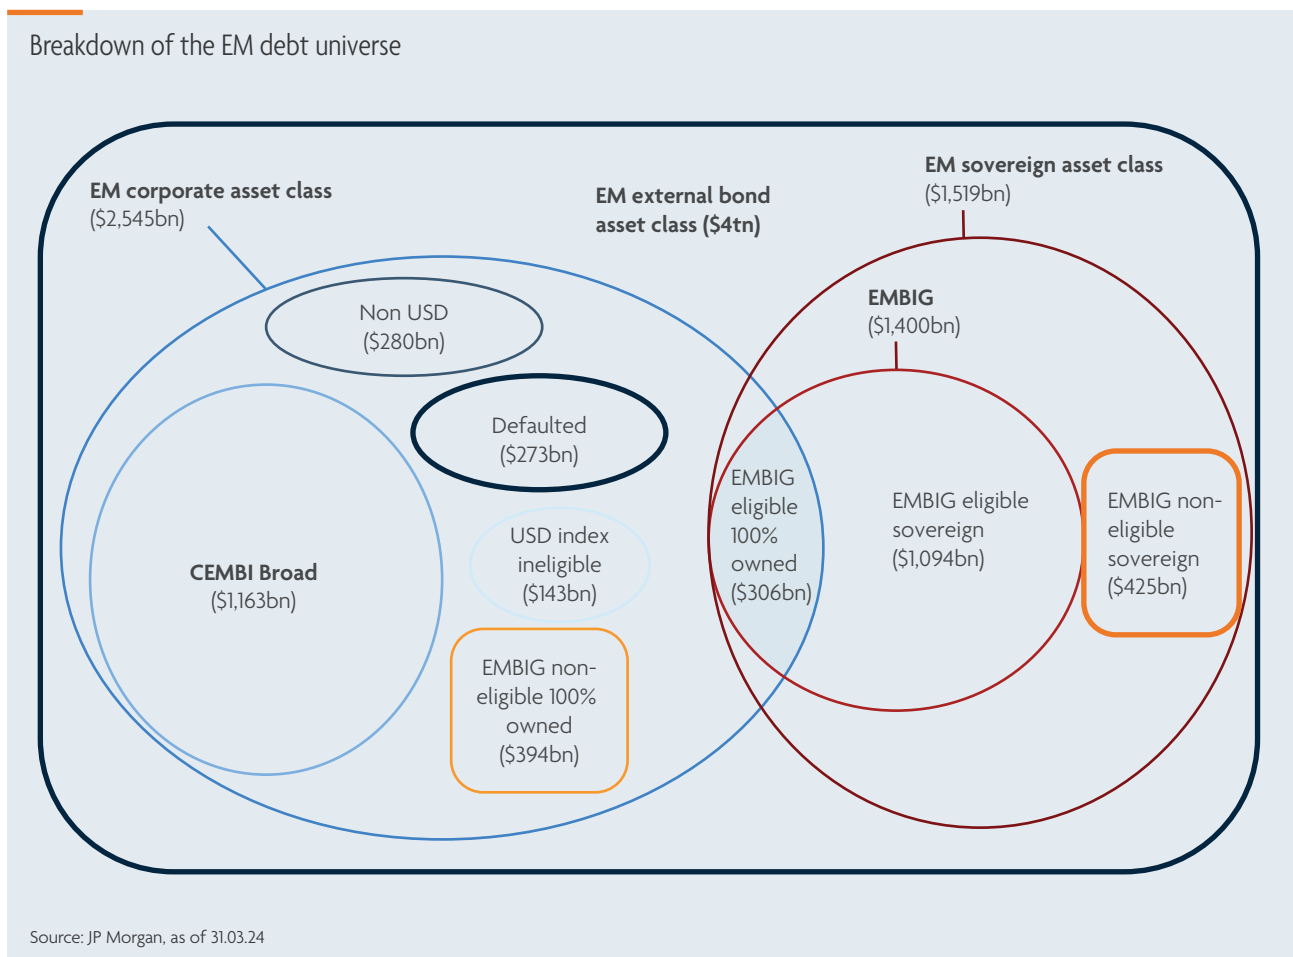 Breakdown of the EM debt universe
EM corporate asset class
($2,545bn)
EM external bond
asset class ($4tn)
EM sovereign asset class
($1,519bn)
Non USD
($280bn)
EMBIG
($1,400bn)
Defaulted
($273bn)
CEMBI Broad
($1,163bn)
USD index
ineligible
($143bn)
EMBIG non-
eligible 100%
owned
($394bn)
EMBIG
eligible
100%
owned
($306bn)
EMBIG eligible
sovereign
($1,094bn)
EMBIG non-
eligible
sovereign
($425bn)
Source: JP Morgan, as of 31.03.24